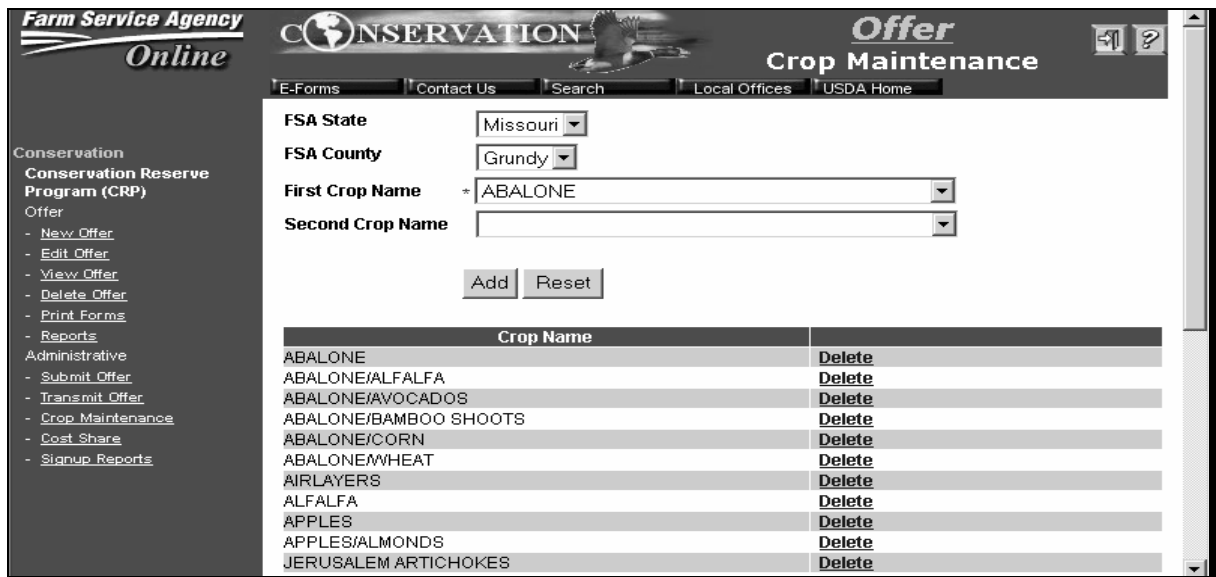 Farm Service Agency
Online
CONSERVATION
Offer
Crop Maintenance
?
E-Forms Contact Us Search Local Offices USDA Home
Conservation
Conservation Reserve
Program (CRP)
Offer
- New Offer
- Edit Offer
- View Offer
- Delete Offer
- Print Forms
- Reports
Administrative
- Submit Offer
- Transmit Offer
- Crop Maintenance
- Cost Share
- Signup Reports
FSA State Missouri
FSA County Grundy
First Crop Name * ABALONE
Second Crop Name
Add Reset
Crop Name
ABALONE Delete
ABALONE/ALFALFA Delete
ABALONE/AVOCADOS Delete
ABALONE/BAMBOO SHOOTS Delete
ABALONE/CORN Delete
ABALONE/WHEAT Delete
AIRLAYERS Delete
ALFALFA Delete
APPLES Delete
APPLES/ALMONDS Delete
JERUSALEM ARTICHOKES Delete